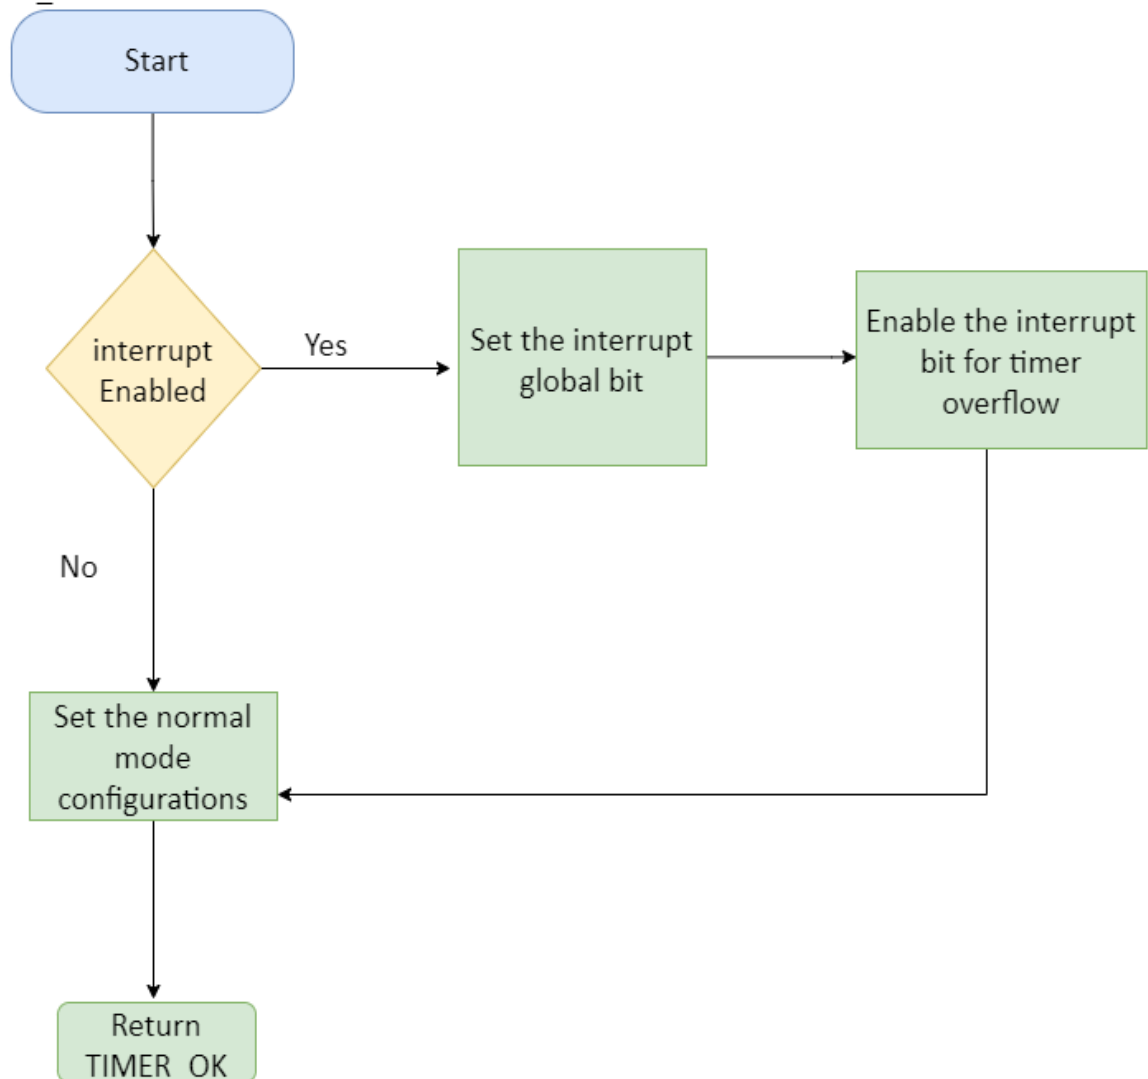 Start
interrupt
Enabled
Yes
Set the interrupt
global bit
Enable the interrupt
bit for timer
overflow
No
Set the normal
mode
configurations
Return
TIMER_OK